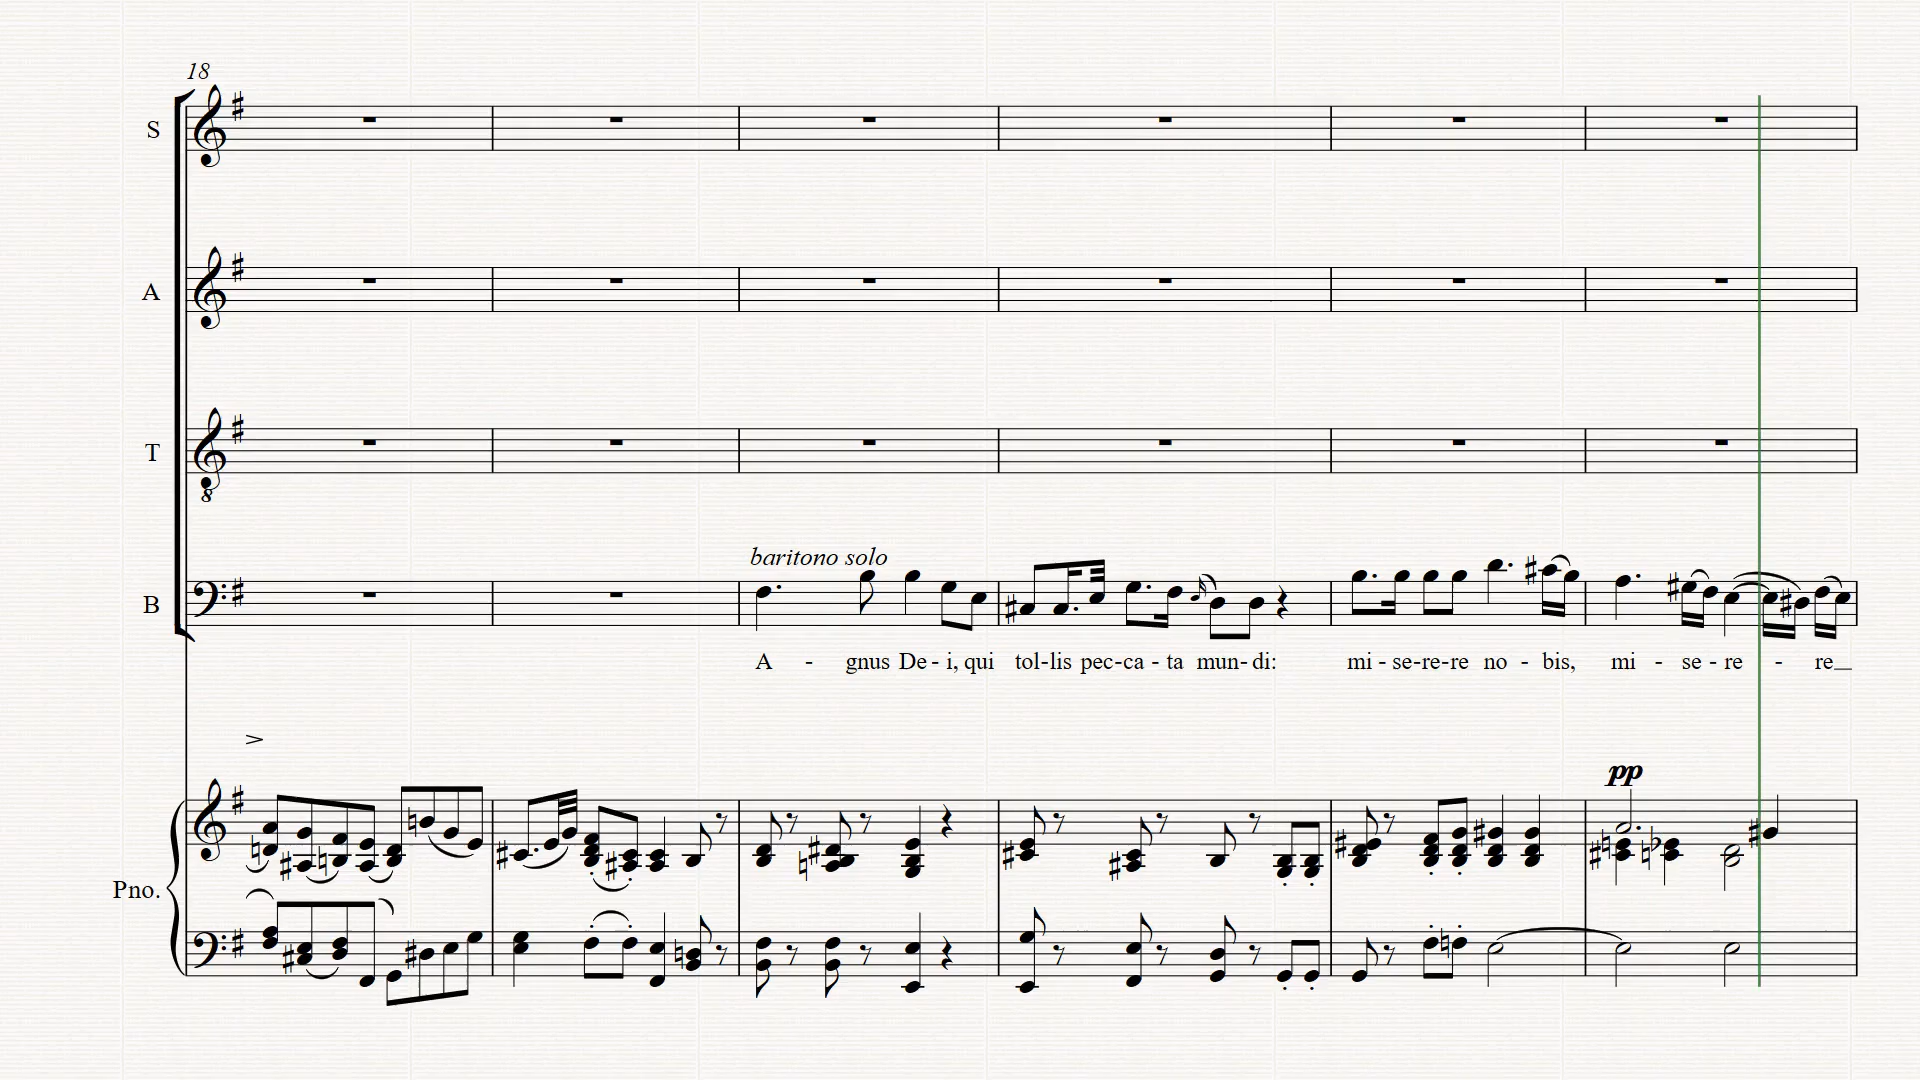 18
S
A
T
8
baritono solo
B
A - gnus De - i, qui tol-lis pec-ca - ta mun-di: mi - se-re-re no - bis, mi - se - re - re_
pp
Pno.